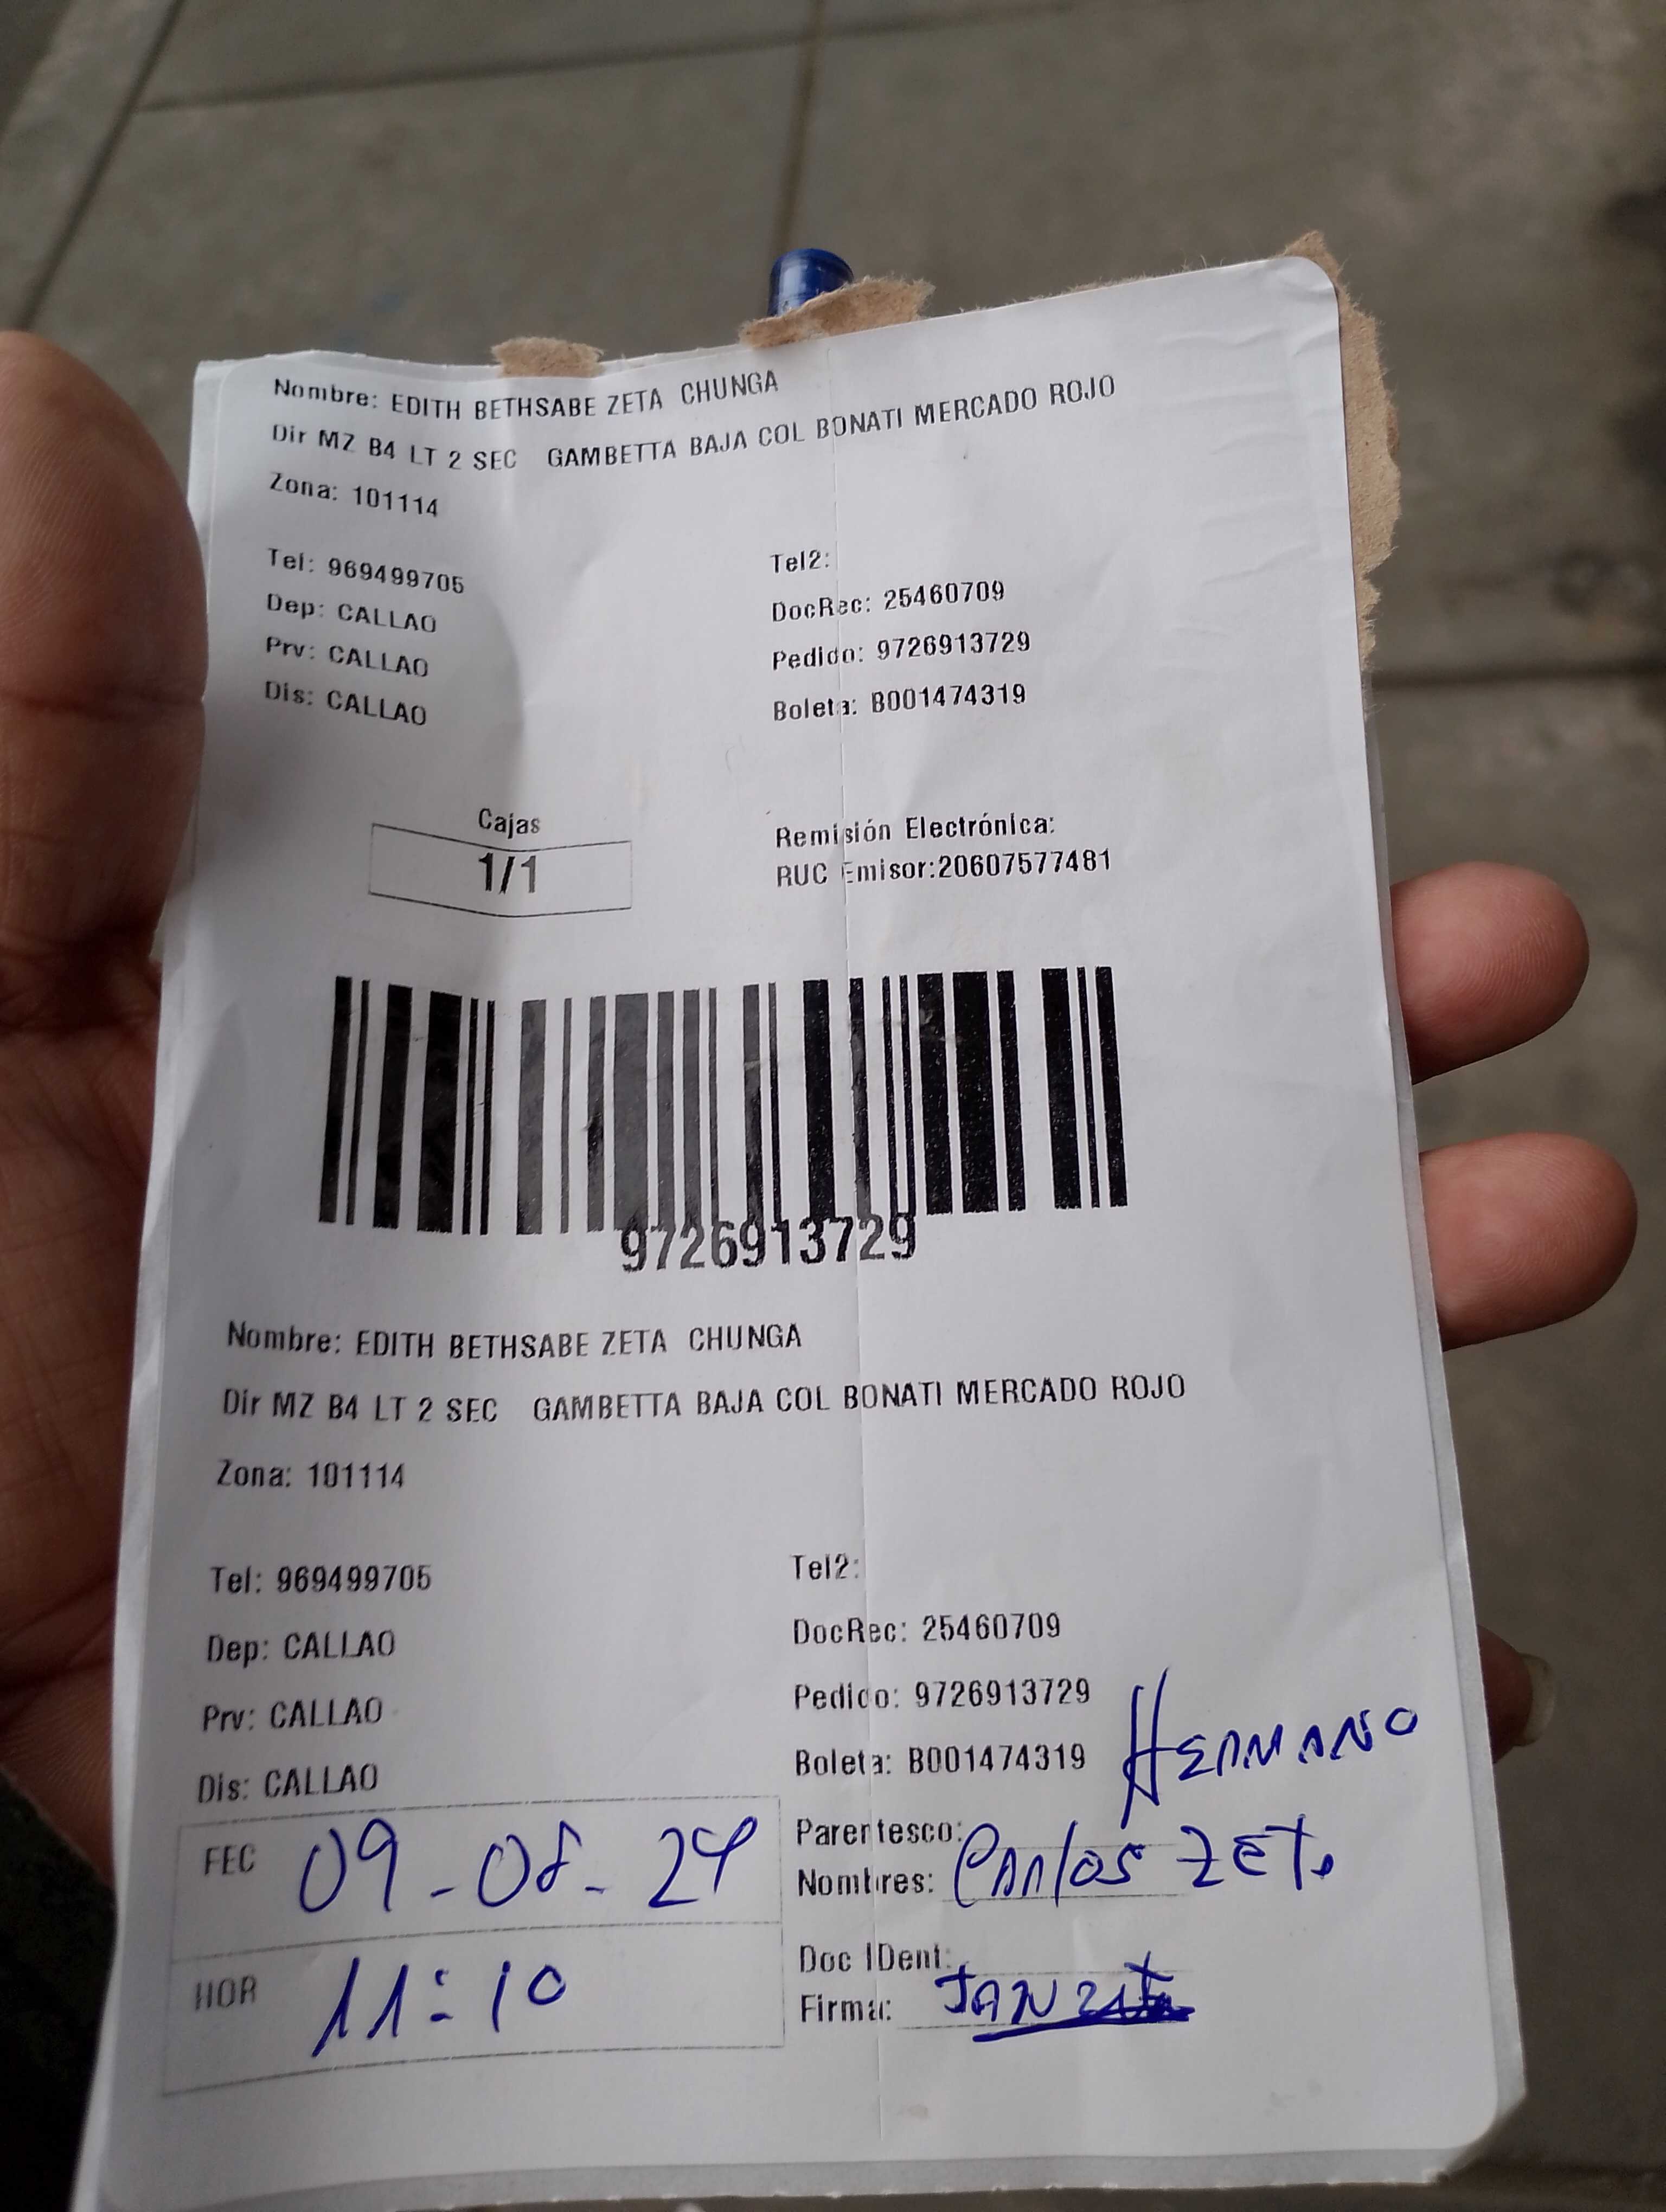 Nombre: EDITH BETHSABE ZETA CHUNGA
Dir MZ B4 LT 2 SEC GAMBETTA BAJA COL BONATI MERCADO ROJO
Zona: 101114
Tel: 969499705
Tel2:
Dep: CALLAO
DocRec: 25460709
Prv: CALLAO
Pedido: 9726913729
Dis: CALLAO
Boleta: B001474319
Cajas
1/1
Remisión Electrónica:
RUC Emisor:20607577481
9726913729
Nombre: EDITH BETHSABE ZETA CHUNGA
Dir MZ B4 LT 2 SEC GAMBETTA BAJA COL BONATI MERCADO ROJO
Zona: 101114
Tel: 969499705
Tel2:
Dep: CALLAO
DocRec: 25460709
Prv: CALLAO
Pedido: 9726913729
Dis: CALLAO
Boleta: B001474319
HERMANO
Parentesco:
FEC 09-08-24
Nombres: Carlos ZETA
HOR 11:10
Doc IDent:
Firma: